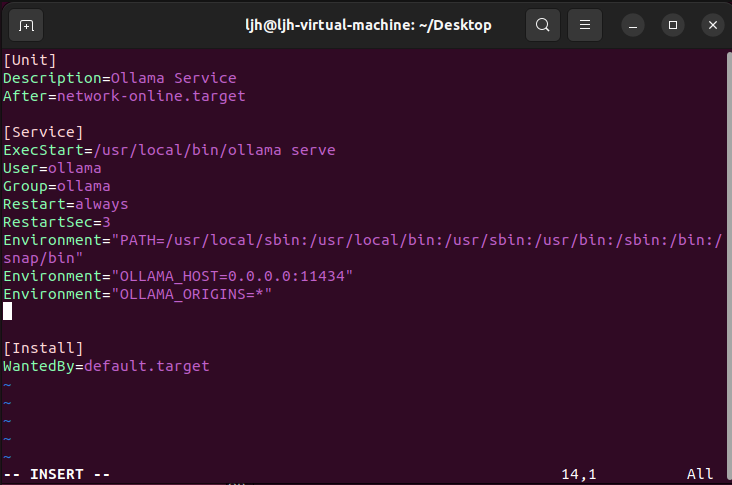 ljh@ljh-virtual-machine: ~/Desktop
[Unit]
Description=Ollama Service
After=network-online.target
[Service]
ExecStart=/usr/local/bin/ollama serve
User=ollama
Group=ollama
Restart=always
RestartSec=3
Environment="PATH=/usr/local/sbin:/usr/local/bin:/usr/sbin:/usr/bin:/sbin:/bin:/
snap/bin"
Environment="OLLAMA_HOST=0.0.0.0:11434"
Environment="OLLAMA_ORIGINS=*"
[Install]
WantedBy=default.target
~
~
~
~
~
-- INSERT -- 14,1 All